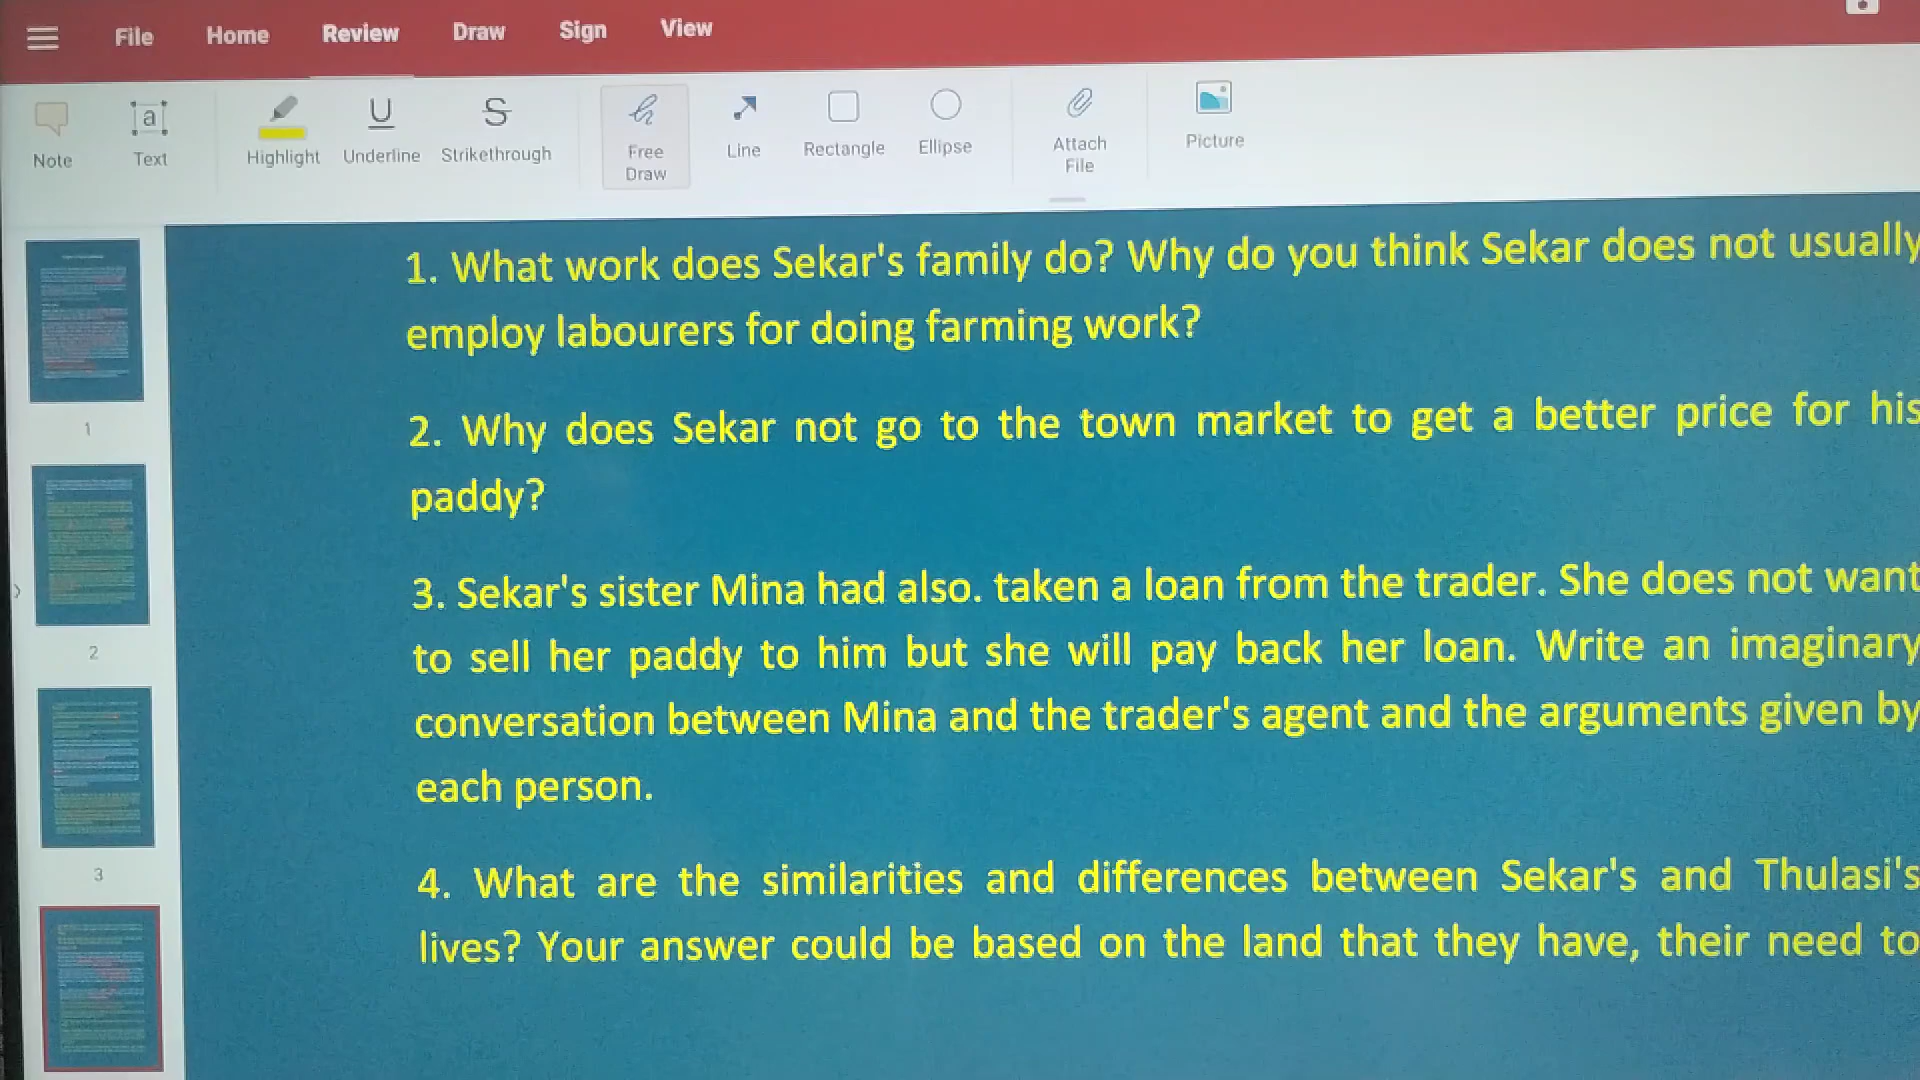 File Home Review Draw Sign View
Note Text Highlight Underline Strikethrough Free Draw Line Rectangle Ellipse Attach File Picture
1. What work does Sekar's family do? Why do you think Sekar does not usually
employ labourers for doing farming work?
2. Why does Sekar not go to the town market to get a better price for his
paddy?
3. Sekar's sister Mina had also. taken a loan from the trader. She does not want
to sell her paddy to him but she will pay back her loan. Write an imaginary
conversation between Mina and the trader's agent and the arguments given by
each person.
4. What are the similarities and differences between Sekar's and Thulasi's
lives? Your answer could be based on the land that they have, their need to
1
2
3